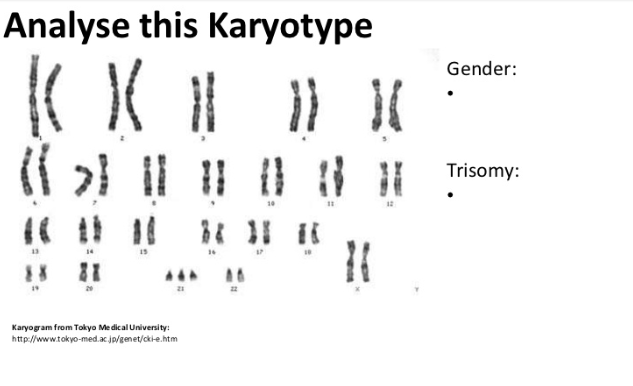 Analyse this Karyotype
Gender:
•
Trisomy:
•
1 2 3 4 5
6 7 8 9 10 11 12
13 14 15 16 17 18
19 20 21 22 X Y
Karyogram from Tokyo Medical University:
http://www.tokyo-med.ac.jp/genet/cki-e.htm